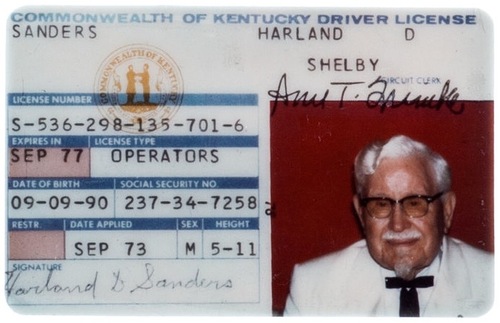 COMMONWEALTH OF KENTUCKY DRIVER LICENSE
SANDERS HARLAND D
SHELBY
CIRCUIT CLERK
COMMONWEALTH OF KENTUCKY
LICENSE NUMBER
S-536-298-135-701-6
EXPIRES IN LICENSE TYPE
SEP 77 OPERATORS
DATE OF BIRTH SOCIAL SECURITY NO.
09-09-90 237-34-7258
RESTR. DATE APPLIED SEX HEIGHT
SEP 73 M 5-11
SIGNATURE
Harland D Sanders